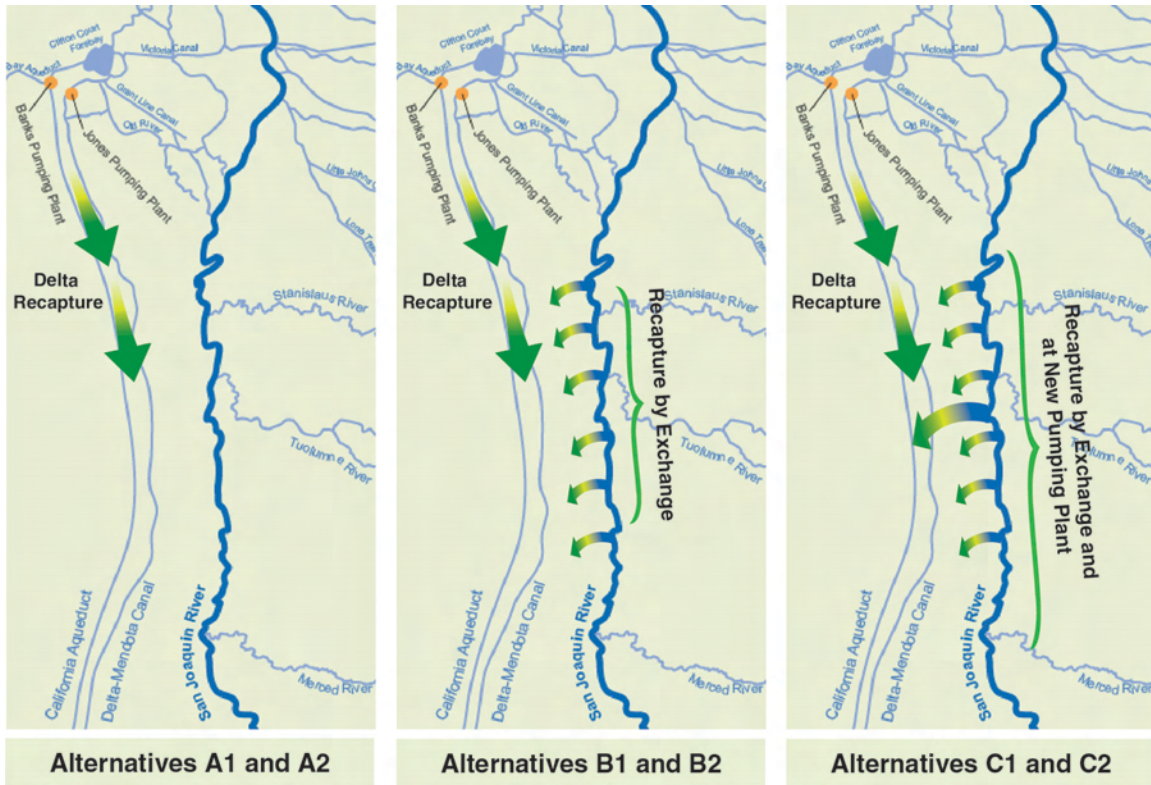 Clifton Court
Forebay
Victoria Canal
bay Aqueduct
Grant Line Canal
Old River
Banks Pumping Plant
Jones Pumping Plant
Delta
Recapture
Stanislaus River
Tuolumne River
California Aqueduct
Delta-Mendota Canal
San Joaquin River
Merced River
Alternatives A1 and A2
Clifton Court
Forebay
Victoria Canal
bay Aqueduct
Grant Line Canal
Old River
Banks Pumping Plant
Jones Pumping Plant
Delta
Recapture
Recapture by Exchange
Stanislaus River
Tuolumne River
California Aqueduct
Delta-Mendota Canal
San Joaquin River
Merced River
Alternatives B1 and B2
Clifton Court
Forebay
Victoria Canal
bay Aqueduct
Grant Line Canal
Old River
Banks Pumping Plant
Jones Pumping Plant
Delta
Recapture
Recapture by Exchange and
at New Pumping Plant
Stanislaus River
River
California Aqueduct
Delta-Mendota Canal
San Joaquin River
Merced River
Alternatives C1 and C2